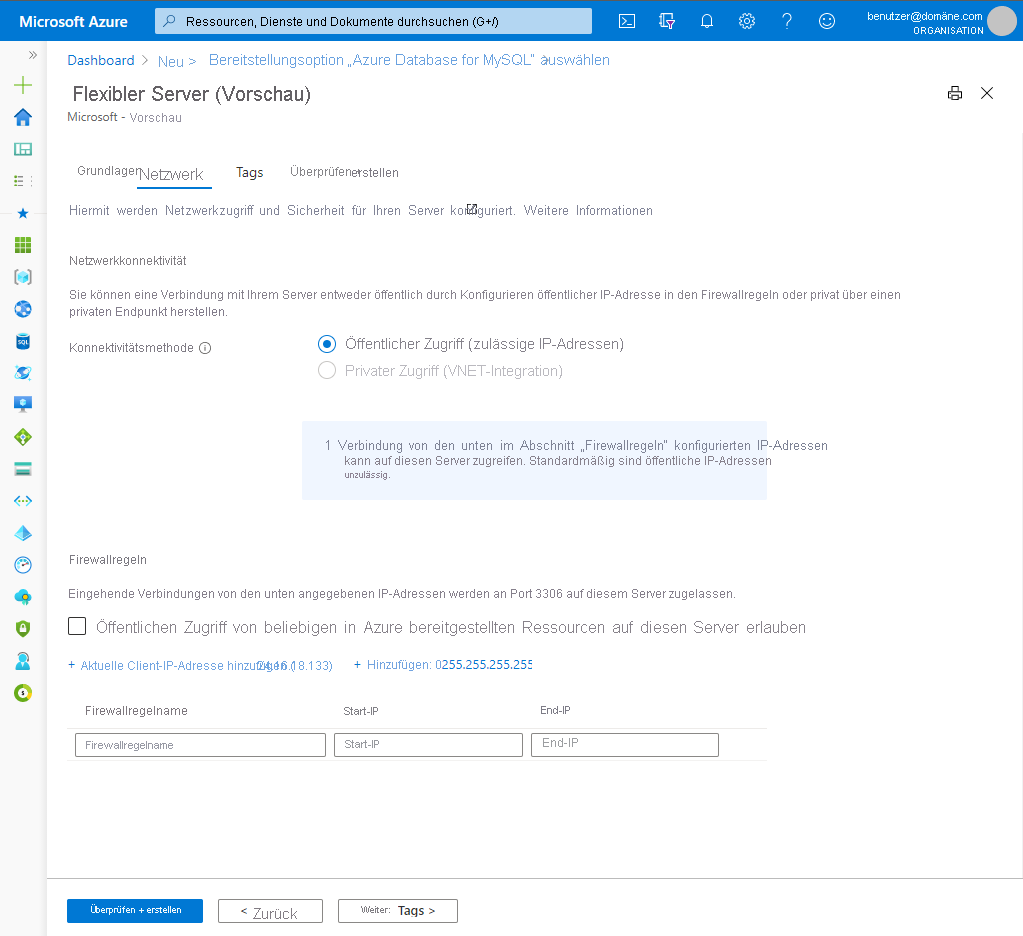 Microsoft Azure
Ressourcen, Dienste und Dokumente durchsuchen (G+/)
benutzer@domäne.com
ORGANISATION
Dashboard > Neu > Bereitstellungsoption „Azure Database for MySQL" auswählen
Flexibler Server (Vorschau)
Microsoft - Vorschau
Grundlagen Netzwerk Tags Überprüfen + erstellen
Hiermit werden Netzwerkzugriff und Sicherheit für Ihren Server konfiguriert. Weitere Informationen
Netzwerkkonnektivität
Sie können eine Verbindung mit Ihrem Server entweder öffentlich durch Konfigurieren öffentlicher IP-Adresse in den Firewallregeln oder privat über einen
privaten Endpunkt herstellen.
Konnektivitätsmethode
Öffentlicher Zugriff (zulässige IP-Adressen)
Privater Zugriff (VNET-Integration)
1 Verbindung von den unten im Abschnitt „Firewallregeln" konfigurierten IP-Adressen
kann auf diesen Server zugreifen. Standardmäßig sind öffentliche IP-Adressen
unzulässig.
Firewallregeln
Eingehende Verbindungen von den unten angegebenen IP-Adressen werden an Port 3306 auf diesem Server zugelassen.
Öffentlichen Zugriff von beliebigen in Azure bereitgestellten Ressourcen auf diesen Server erlauben
+ Aktuelle Client-IP-Adresse hinzufügen ( 18.133) + Hinzufügen: 0255.255.255.255
Firewallregelname Start-IP End-IP
Firewallregelname Start-IP End-IP
Überprüfen + erstellen < Zurück Weiter: Tags >